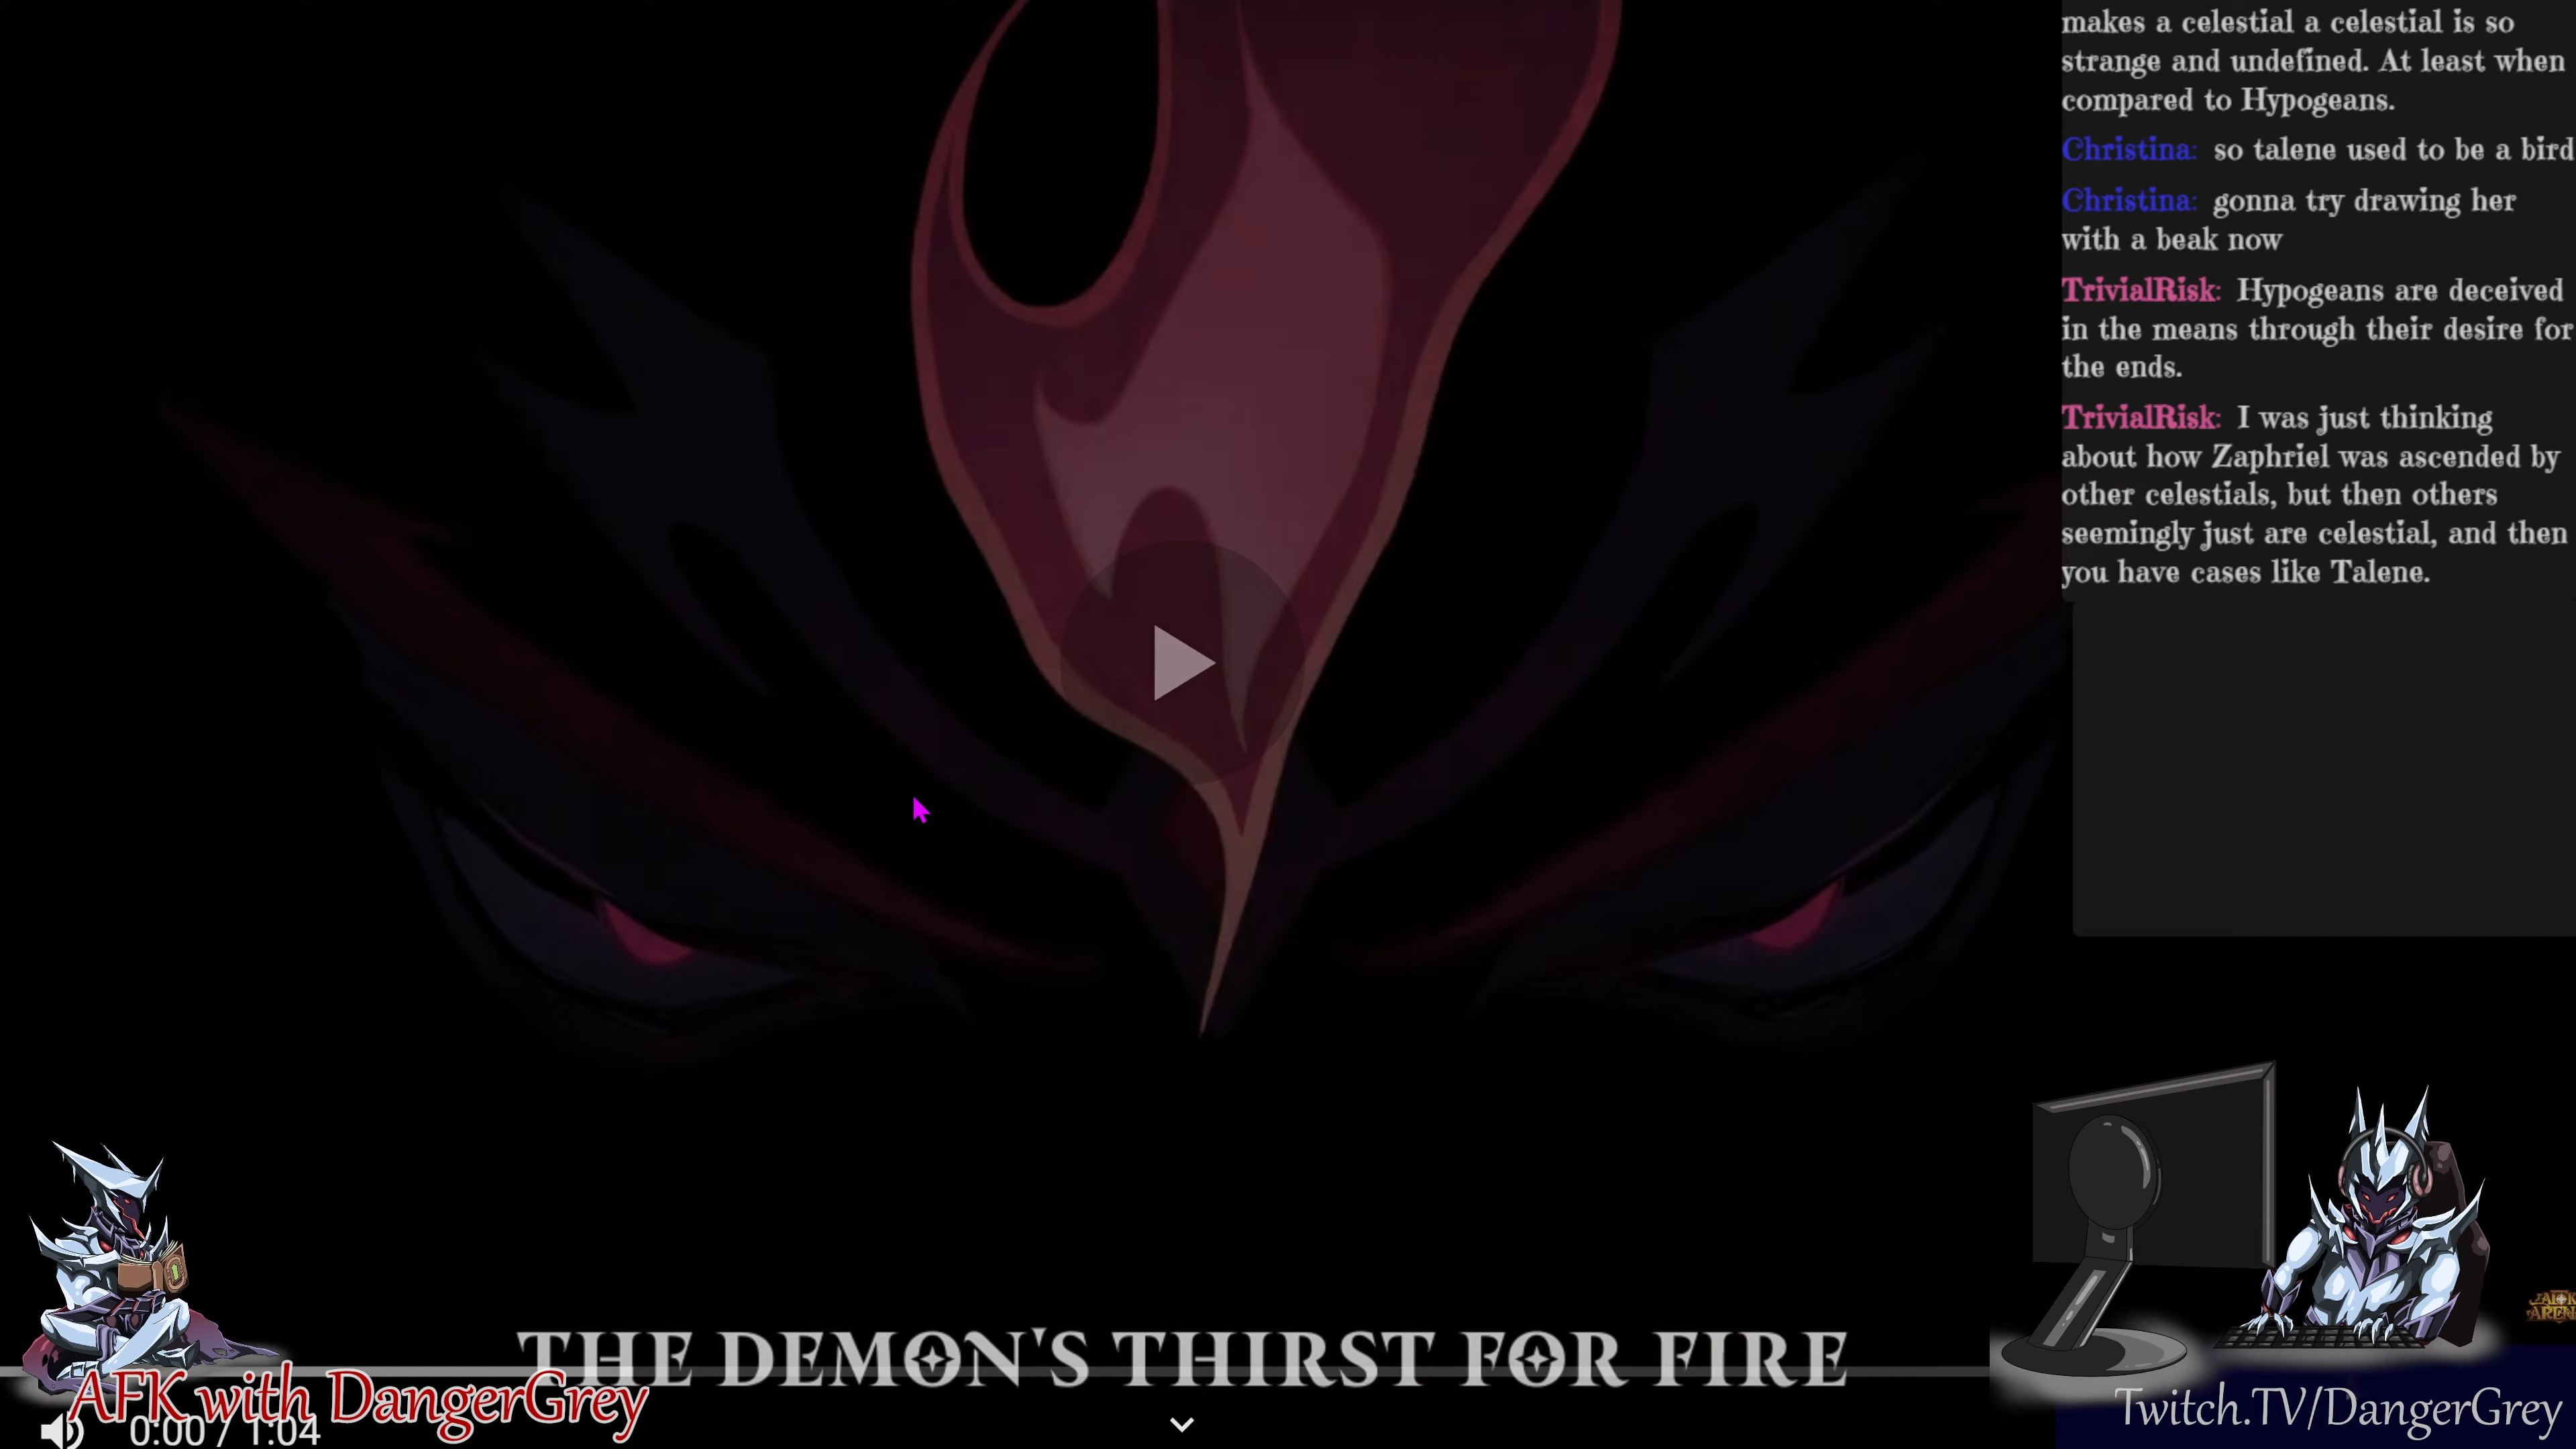 makes a celestial a celestial is so
strange and undefined. At least when
compared to Hypogeans.
Christina: so talene used to be a bird
Christina: gonna try drawing her
with a beak now
TrivialRisk: Hypogeans are deceived
in the means through their desire for
the ends.
TrivialRisk: I was just thinking
about how Zaphriel was ascended by
other celestials, but then others
seemingly just are celestial, and then
you have cases like Talene.
THE DEMON'S THIRST FOR FIRE
AFK with DangerGrey
0:00 / 1:04
AFK
AREN
Twitch.TV/DangerGrey